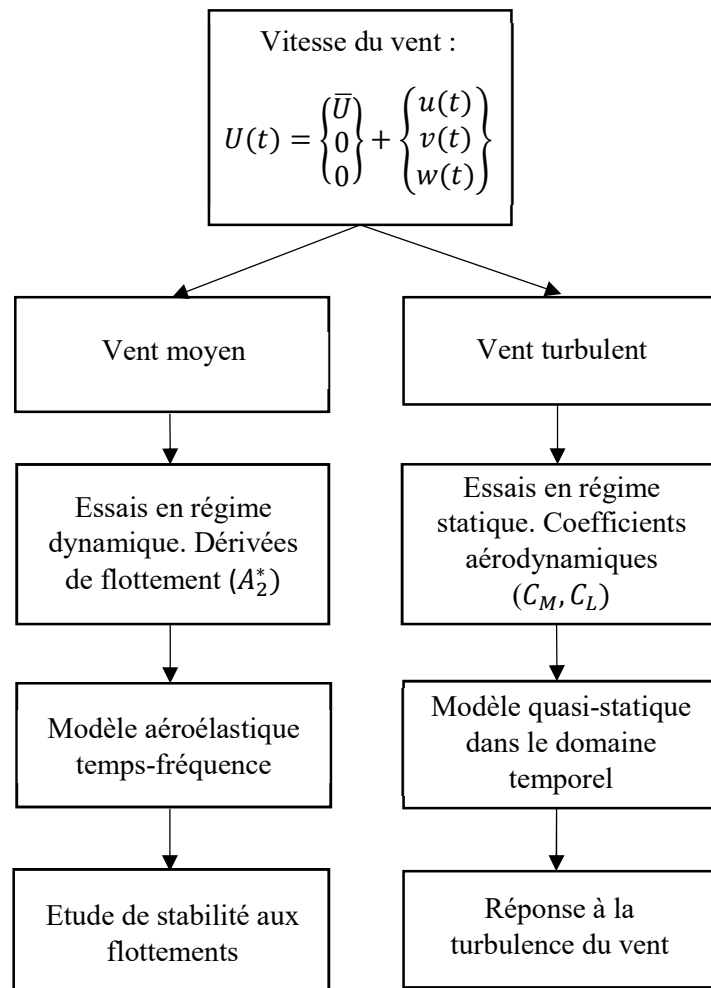 Vitesse du vent :
U(t) = {U̅ 0 0} + {u(t) v(t) w(t)}
Vent moyen
Vent turbulent
Essais en régime
dynamique. Dérivées
de flottement (A₂*)
Essais en régime
statique. Coefficients
aérodynamiques
(C_M, C_L)
Modèle aéroélastique
temps-fréquence
Modèle quasi-statique
dans le domaine
temporel
Etude de stabilité aux
flottements
Réponse à la
turbulence du vent